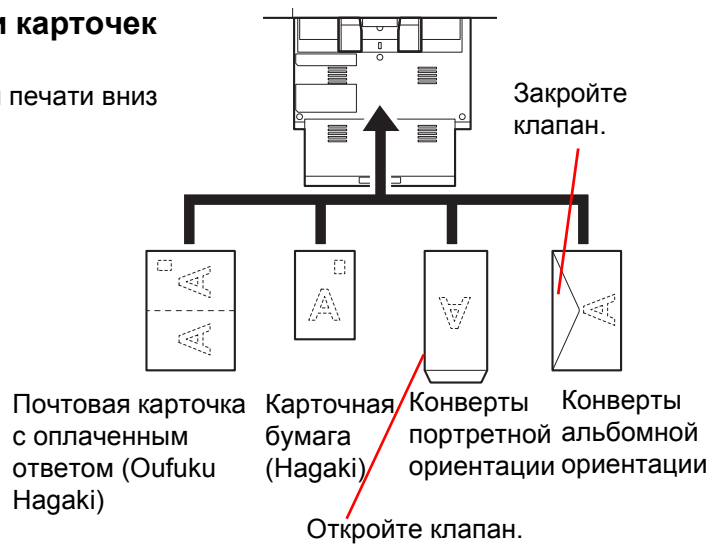 и карточек
печати вниз
Закройте
клапан.
Почтовая карточка
с оплаченным
ответом (Oufuku
Hagaki)
Карточная
бумага
(Hagaki)
Конверты
портретной
ориентации
Конверты
альбомной
ориентации
Откройте клапан.